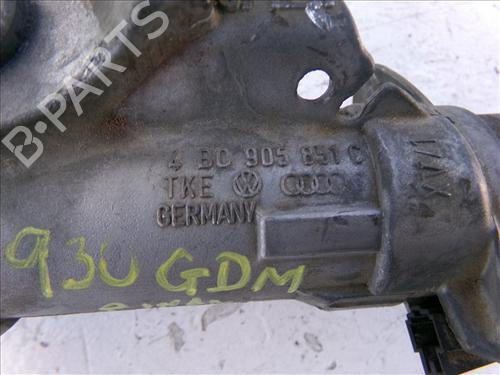 B-PARTS
4 B0 905 851 C
TKE
GERMANY
930 GDM